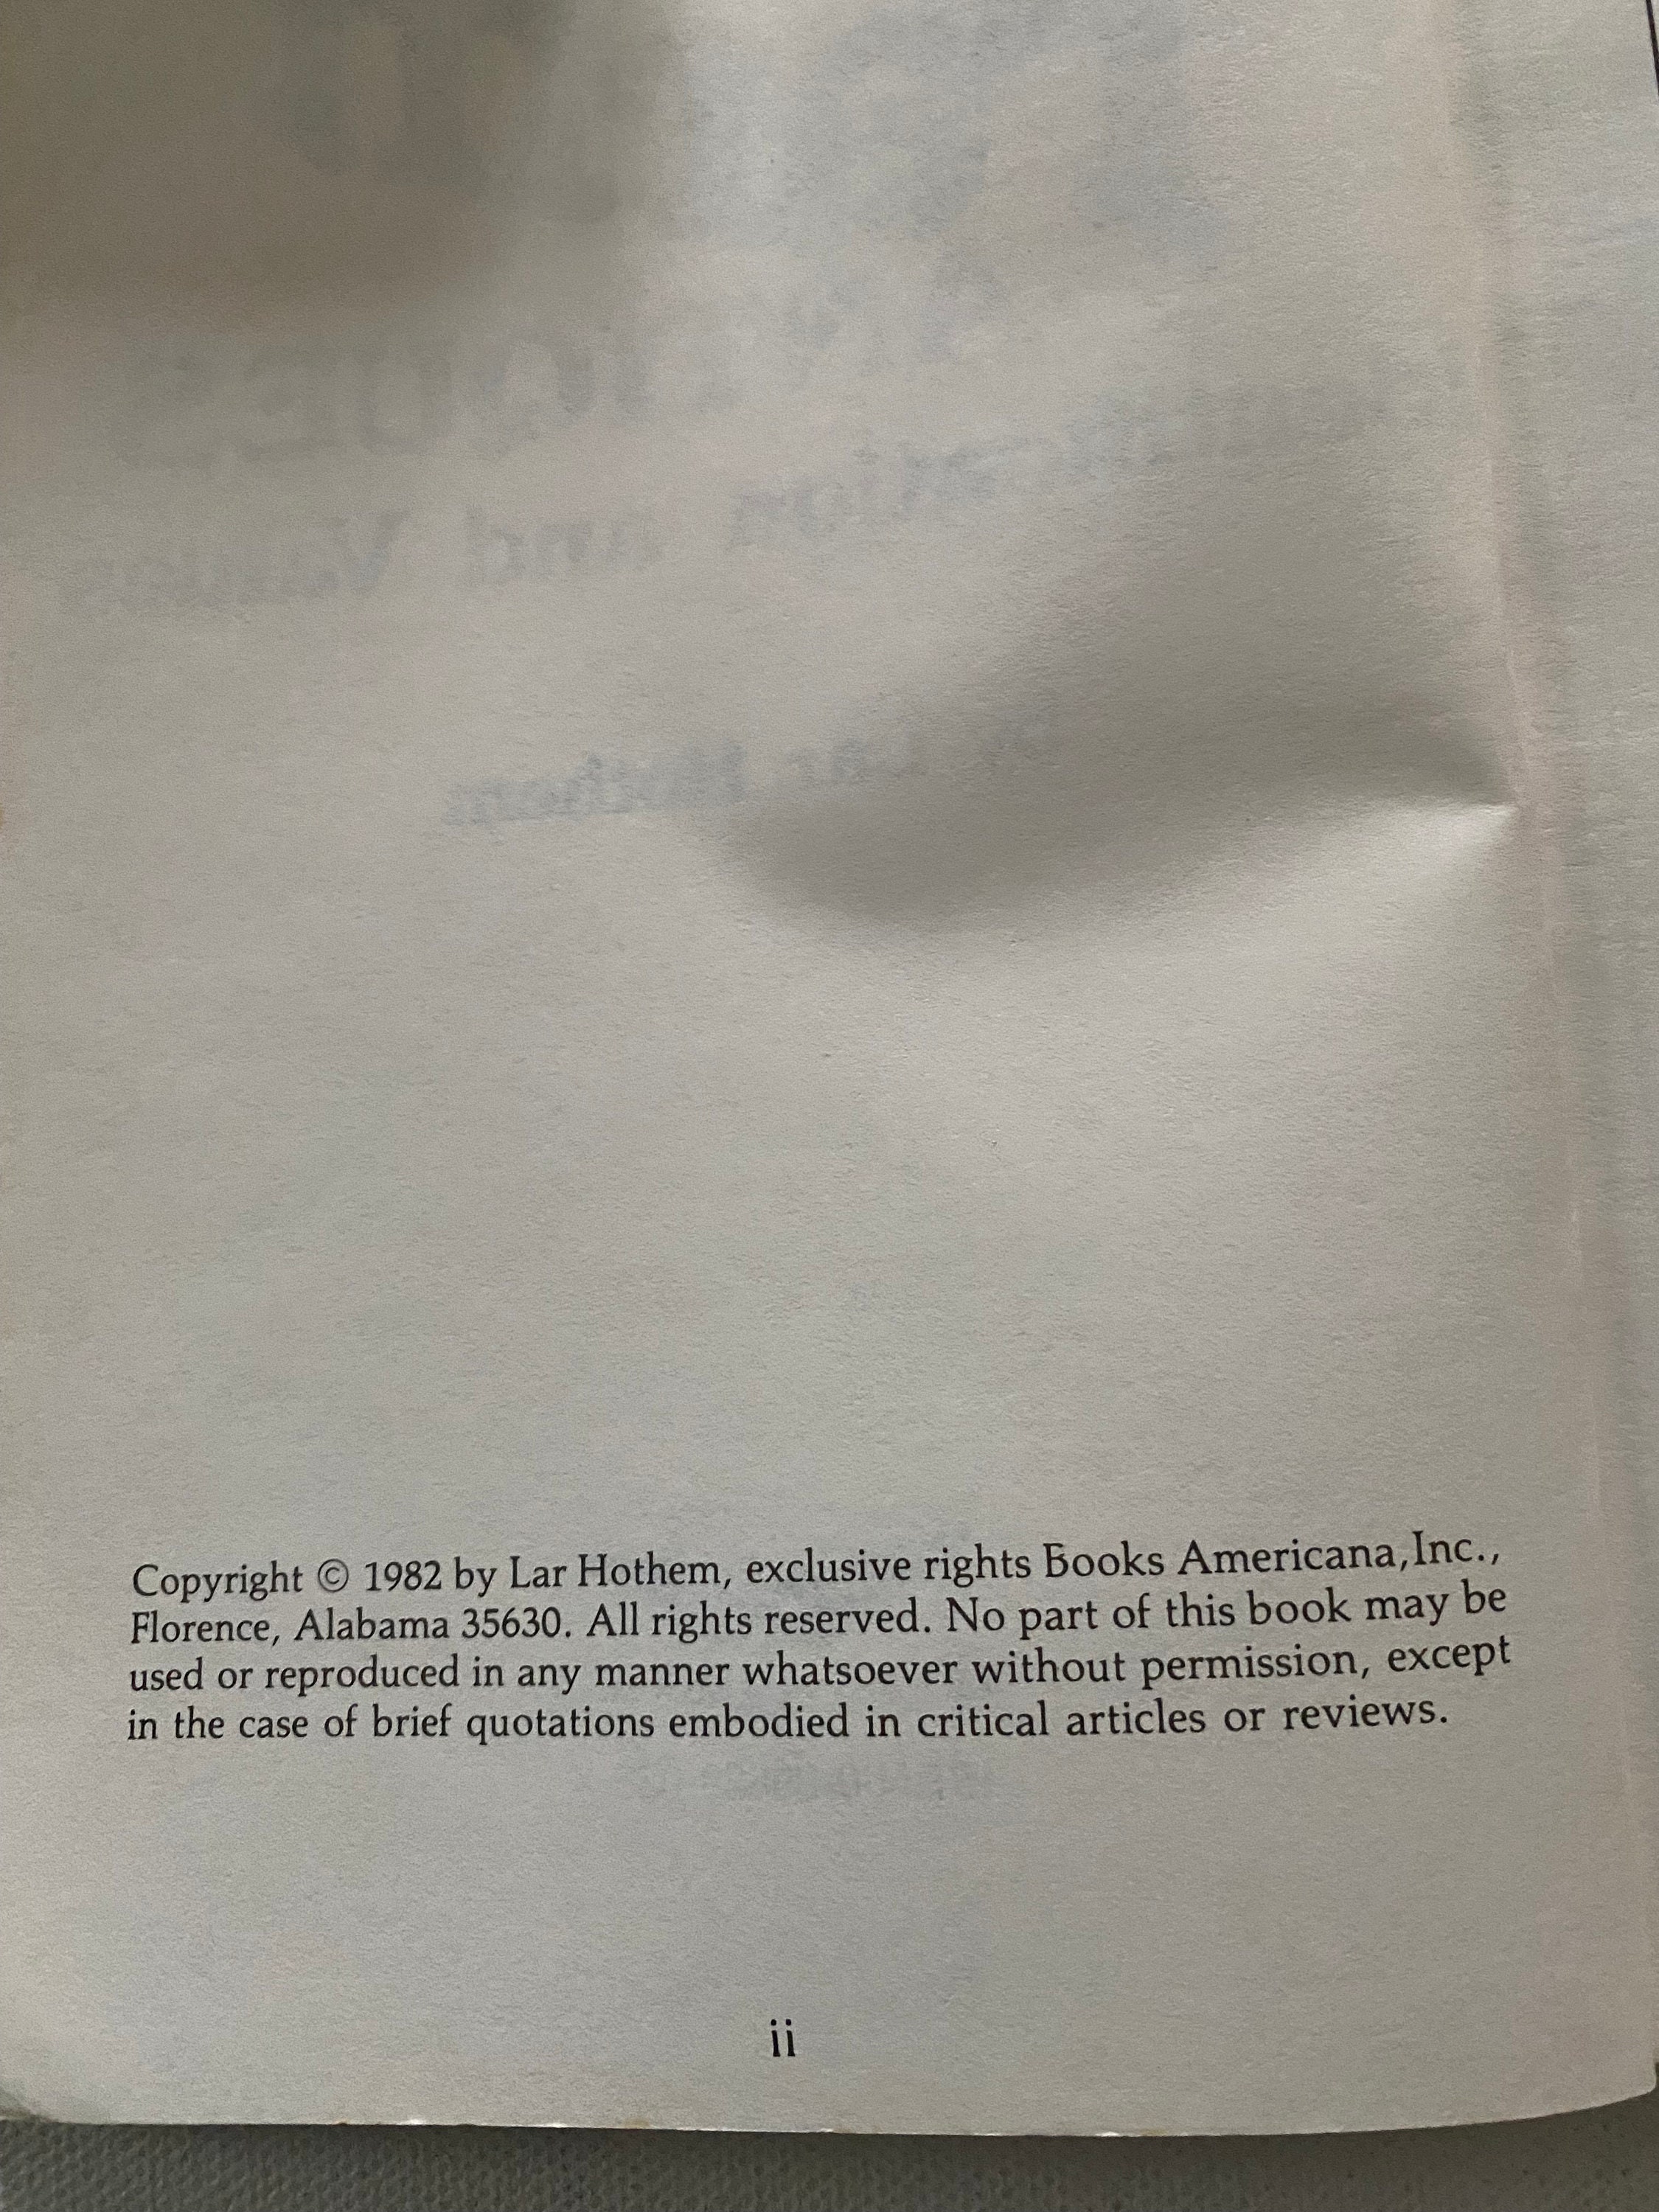 Copyright © 1982 by Lar Hothem, exclusive rights Books Americana, Inc.,
Florence, Alabama 35630. All rights reserved. No part of this book may be
used or reproduced in any manner whatsoever without permission, except
in the case of brief quotations embodied in critical articles or reviews.
ii